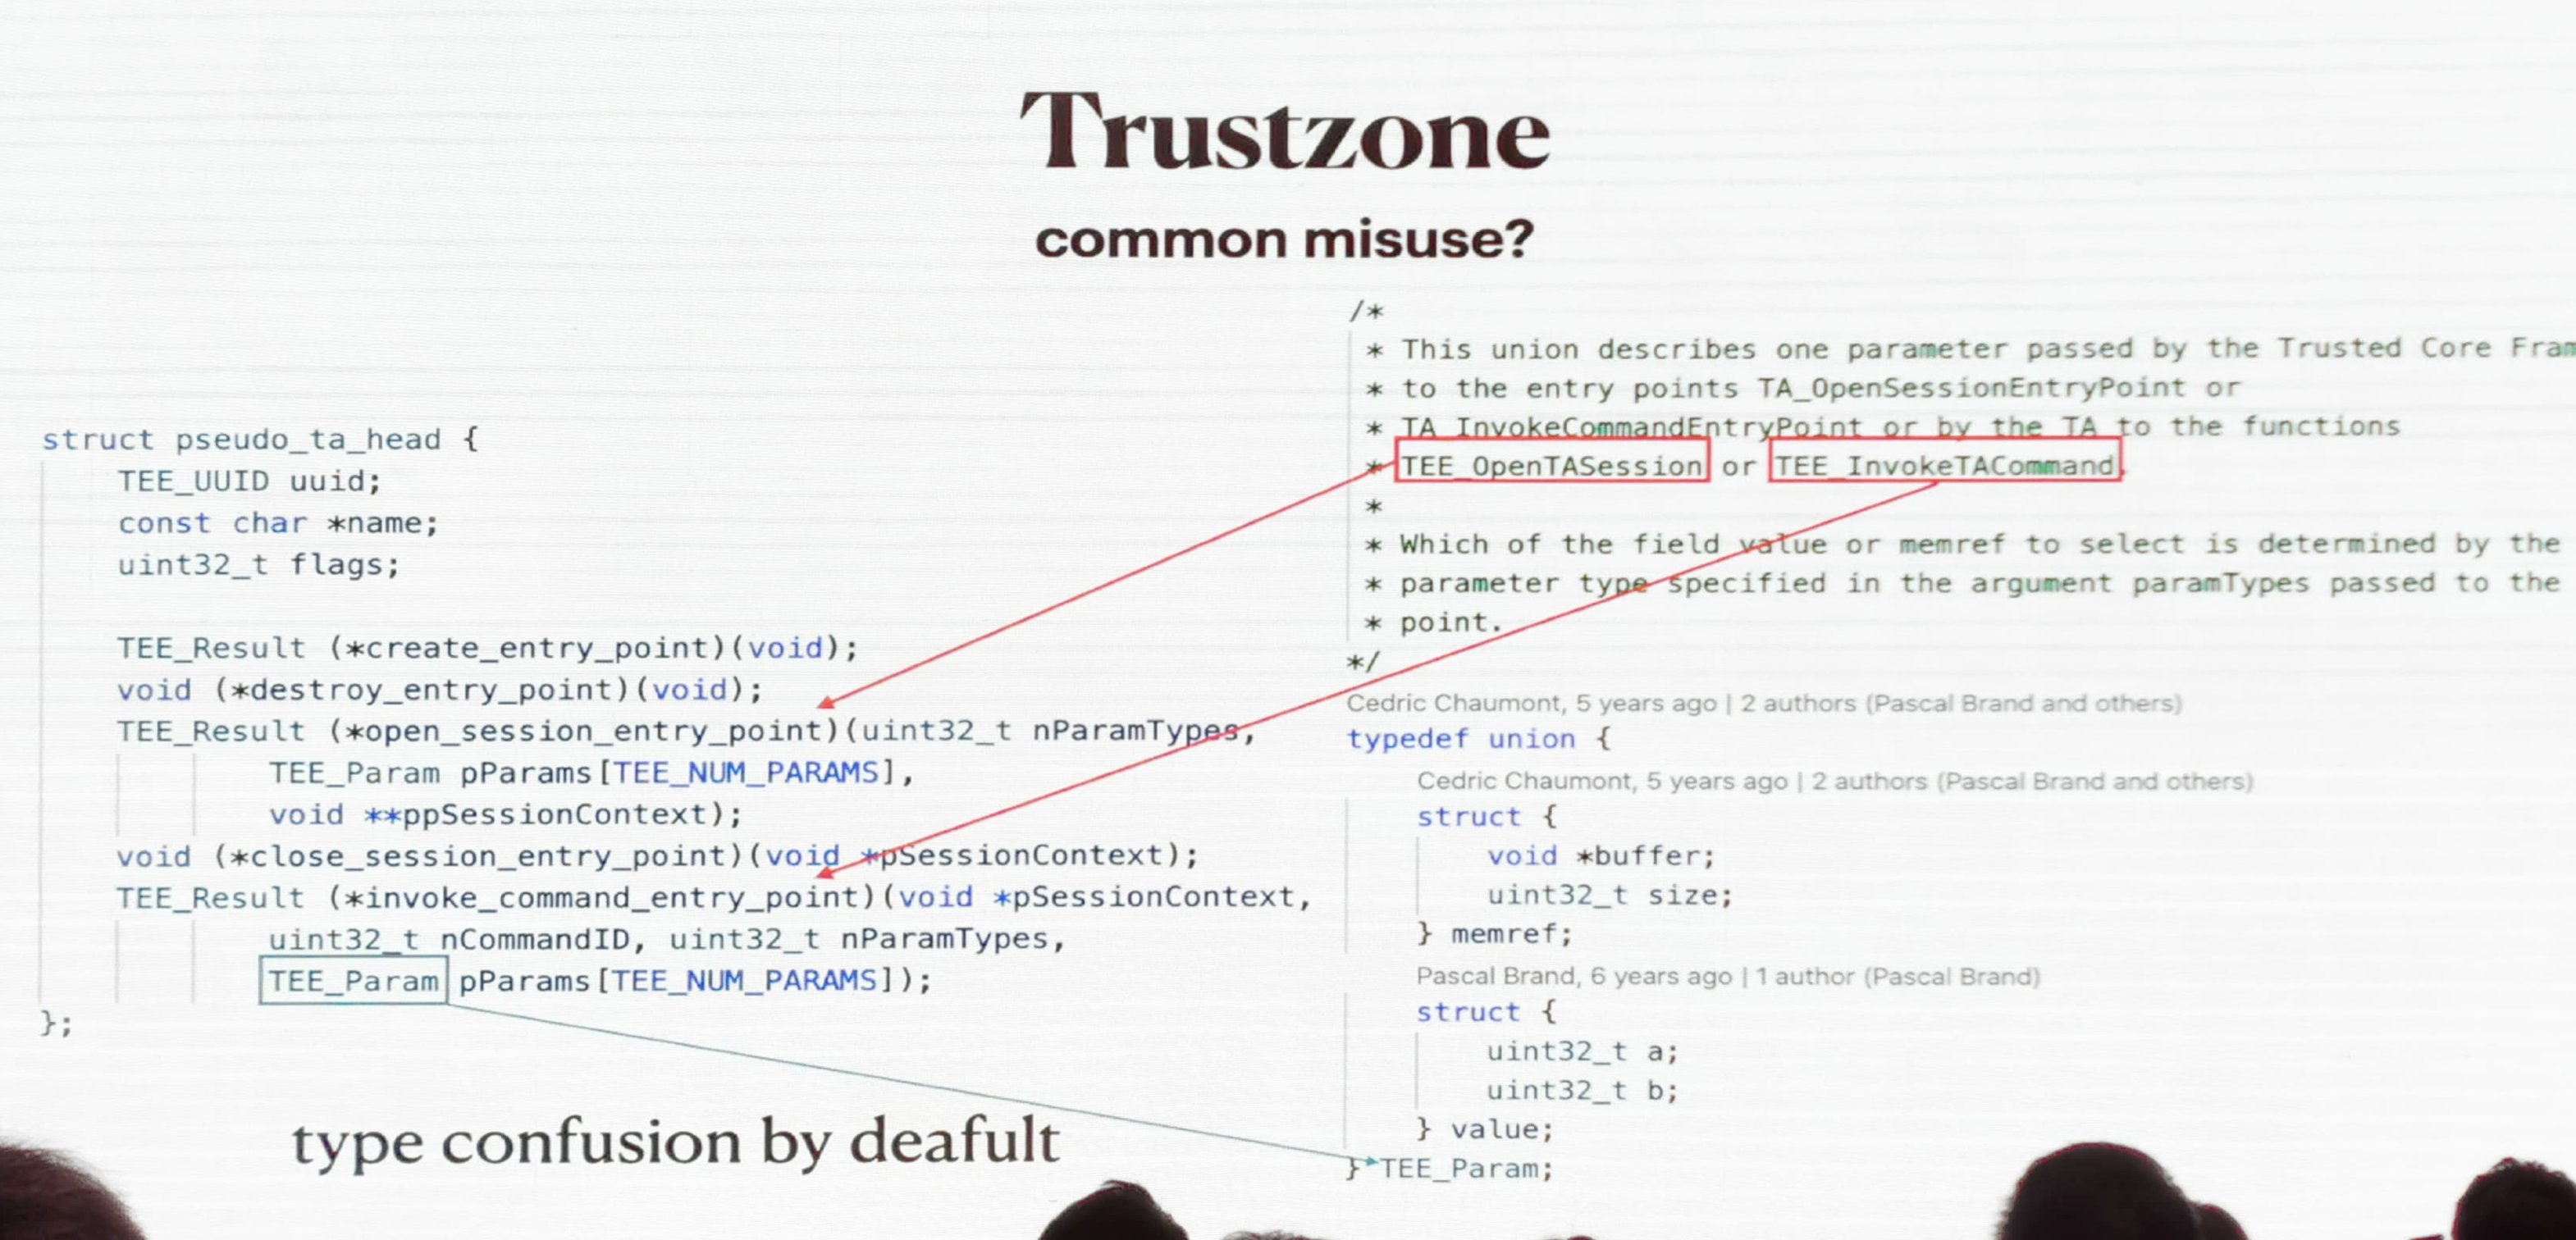 Trustzone
common misuse?
struct pseudo_ta_head {
TEE_UUID uuid;
const char *name;
uint32_t flags;
TEE_Result (*create_entry_point)(void);
void (*destroy_entry_point)(void);
TEE_Result (*open_session_entry_point)(uint32_t nParamTypes,
TEE_Param pParams[TEE_NUM_PARAMS],
void **ppSessionContext);
void (*close_session_entry_point)(void *pSessionContext);
TEE_Result (*invoke_command_entry_point)(void *pSessionContext,
uint32_t nCommandID, uint32_t nParamTypes,
TEE_Param pParams[TEE_NUM_PARAMS]);
};
type confusion by deafult
/*
* This union describes one parameter passed by the Trusted Core
* to the entry points TA_OpenSessionEntryPoint or
* TA_InvokeCommandEntryPoint or by the TA to the functions
* TEE_OpenTASession or TEE_InvokeTACommand.
*
* Which of the field value or memref to select is determined by the
* parameter type specified in the argument paramTypes passed to the
* point.
*/
Cedric Chaumont, 5 years ago | 2 authors (Pascal Brand and others)
typedef union {
Cedric Chaumont, 5 years ago | 2 authors (Pascal Brand and others)
struct {
void *buffer;
uint32_t size;
} memref;
Pascal Brand, 6 years ago | 1 author (Pascal Brand)
struct {
uint32_t a;
uint32_t b;
} value;
} TEE_Param;